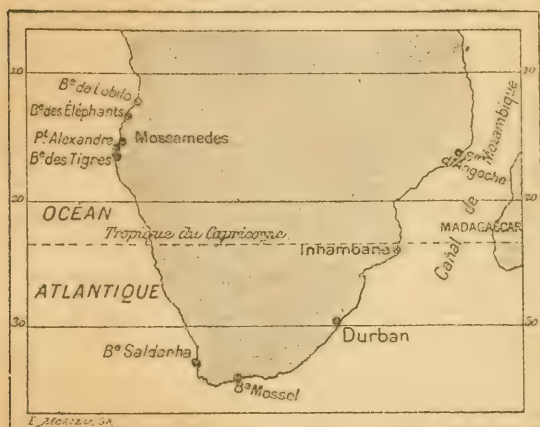 10
10
Bᵉ de Lobito
Bᵉ des Éléphants
Pᵗ Alexandre
Mossamedes
Bᵉ des Tigres
d'Angoche
Canal de Mozambique
20
20
OCÉAN
MADAGASCAR
Tropique du Capricorne
Inhambane
ATLANTIQUE
30
30
Durban
Bᵉ Saldanha
Bᵉ Mossel